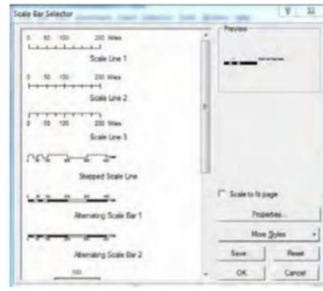 Scale Bar Selector
0 50 100 200 Miles
Scale Line 1
0 50 100 200 Miles
Scale Line 2
0 50 100 200 Miles
Scale Line 3
Stepped Scale Line
Alternating Scale Bar 1
Alternating Scale Bar 2
100
Preview
Scale to fit page
Properties...
More Styles
Save
Reset
OK
Cancel